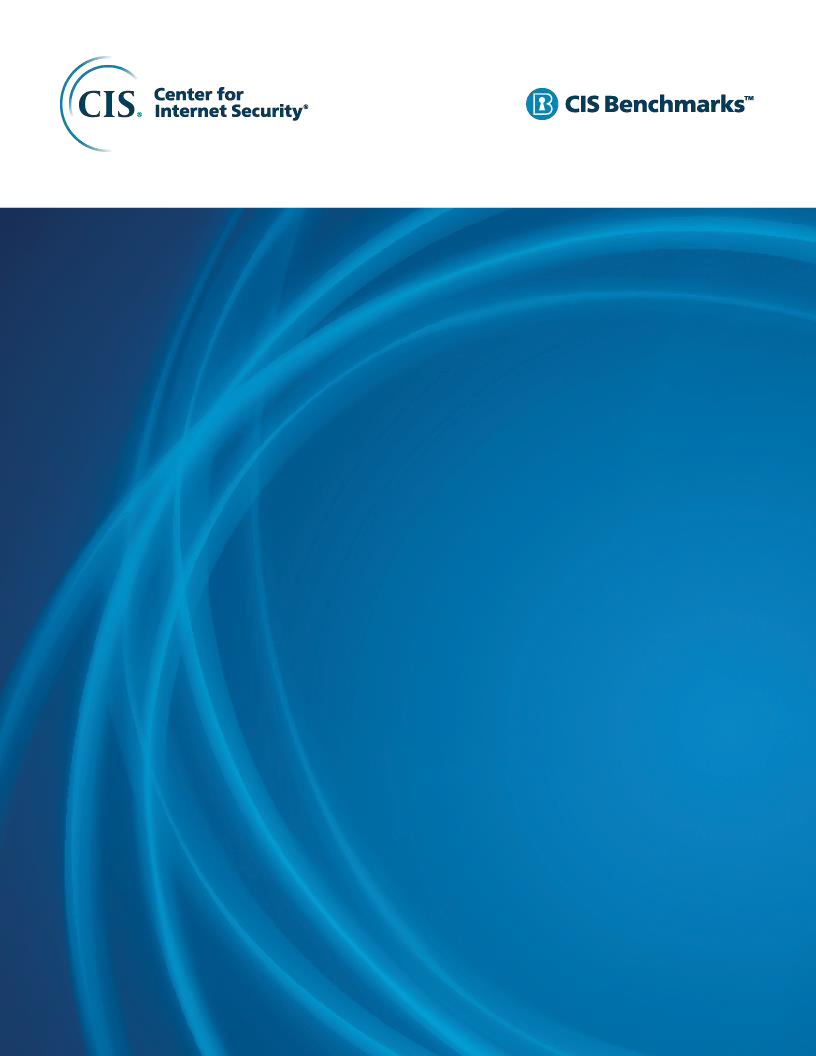 CIS® Center for
Internet Security®
CIS Benchmarks™